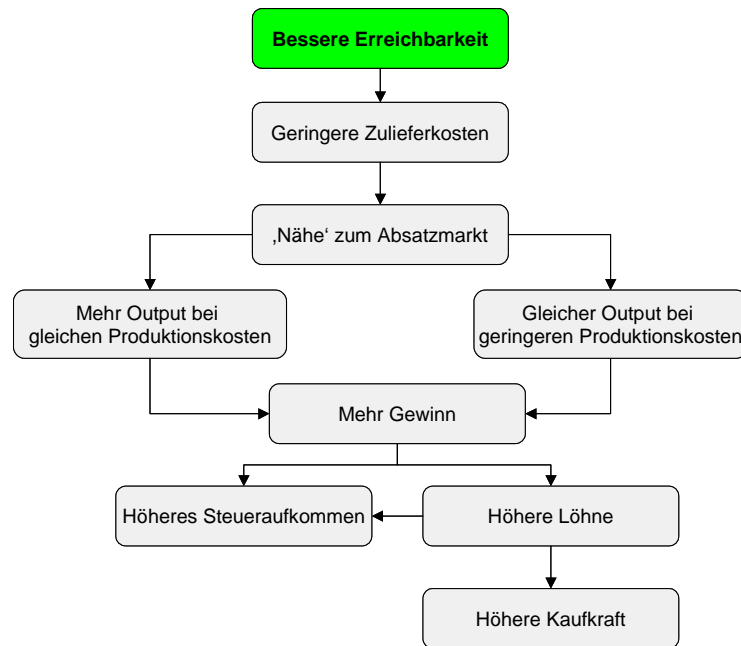 Bessere Erreichbarkeit
Geringere Zulieferkosten
‚Nähe‘ zum Absatzmarkt
Mehr Output bei
gleichen Produktionskosten
Gleicher Output bei
geringeren Produktionskosten
Mehr Gewinn
Höheres Steueraufkommen
Höhere Löhne
Höhere Kaufkraft